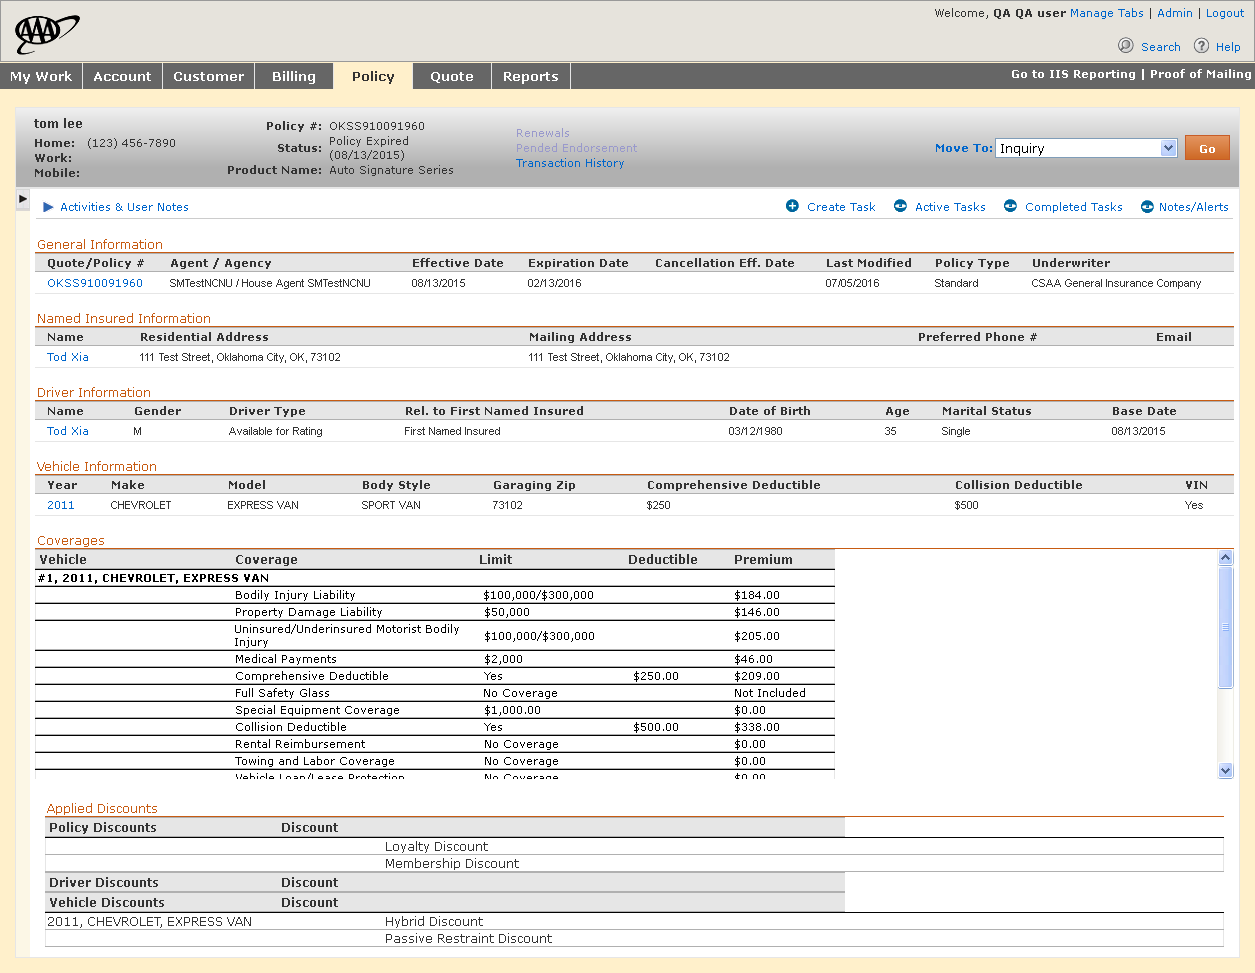 AAA
Welcome, QA QA user Manage Tabs | Admin | Logout
Search ? Help
My Work Account Customer Billing Policy Quote Reports Go to IIS Reporting | Proof of Mailing
tom lee
Home: (123) 456-7890
Work:
Mobile:
Policy #: OKSS910091960
Status: Policy Expired
(08/13/2015)
Product Name: Auto Signature Series
Renewals
Pended Endorsement
Transaction History
Move To: Inquiry Go
Activities & User Notes Create Task Active Tasks Completed Tasks Notes/Alerts
General Information
Quote/Policy # Agent / Agency Effective Date Expiration Date Cancellation Eff. Date Last Modified Policy Type Underwriter
OKSS910091960 SMTestNCNU / House Agent SMTestNCNU 08/13/2015 02/13/2016 07/05/2016 Standard CSAA General Insurance Company
Named Insured Information
Name Residential Address Mailing Address Preferred Phone # Email
Tod Xia 111 Test Street, Oklahoma City, OK, 73102 111 Test Street, Oklahoma City, OK, 73102
Driver Information
Name Gender Driver Type Rel. to First Named Insured Date of Birth Age Marital Status Base Date
Tod Xia M Available for Rating First Named Insured 03/12/1980 35 Single 08/13/2015
Vehicle Information
Year Make Model Body Style Garaging Zip Comprehensive Deductible Collision Deductible VIN
2011 CHEVROLET EXPRESS VAN SPORT VAN 73102 $250 $500 Yes
Coverages
Vehicle Coverage Limit Deductible Premium
#1, 2011, CHEVROLET, EXPRESS VAN
Bodily Injury Liability $100,000/$300,000 $184.00
Property Damage Liability $50,000 $146.00
Uninsured/Underinsured Motorist Bodily
Injury $100,000/$300,000 $205.00
Medical Payments $2,000 $46.00
Comprehensive Deductible Yes $250.00 $209.00
Full Safety Glass No Coverage Not Included
Special Equipment Coverage $1,000.00 $0.00
Collision Deductible Yes $500.00 $338.00
Rental Reimbursement No Coverage $0.00
Towing and Labor Coverage No Coverage $0.00
Vehicle Loan/Lease Protection No Coverage $0.00
Applied Discounts
Policy Discounts Discount
Loyalty Discount
Membership Discount
Driver Discounts Discount
Vehicle Discounts Discount
2011, CHEVROLET, EXPRESS VAN Hybrid Discount
Passive Restraint Discount